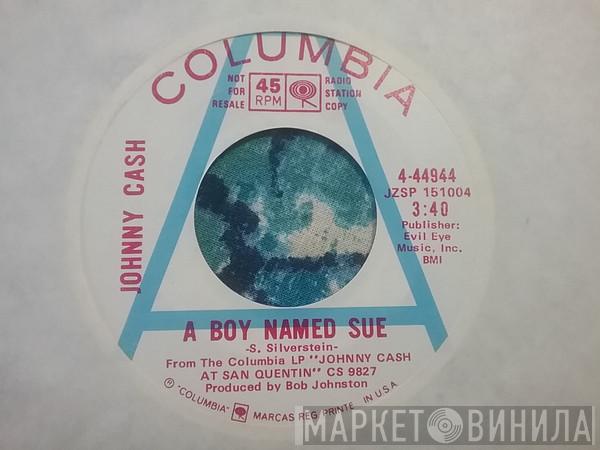 COLUMBIA
NOT FOR RESALE
45 RPM
RADIO STATION COPY
JOHNNY CASH
4-44944
JZSP 151004
3:40
Publisher:
Evil Eye
Music, Inc.
BMI
A BOY NAMED SUE
-S. Silverstein-
From The Columbia LP "JOHNNY CASH
AT SAN QUENTIN" CS 9827
Produced by Bob Johnston
℗ "COLUMBIA" MARCAS REG/PRINTE IN U.S.A
МАРКЕТ ВИНИЛА